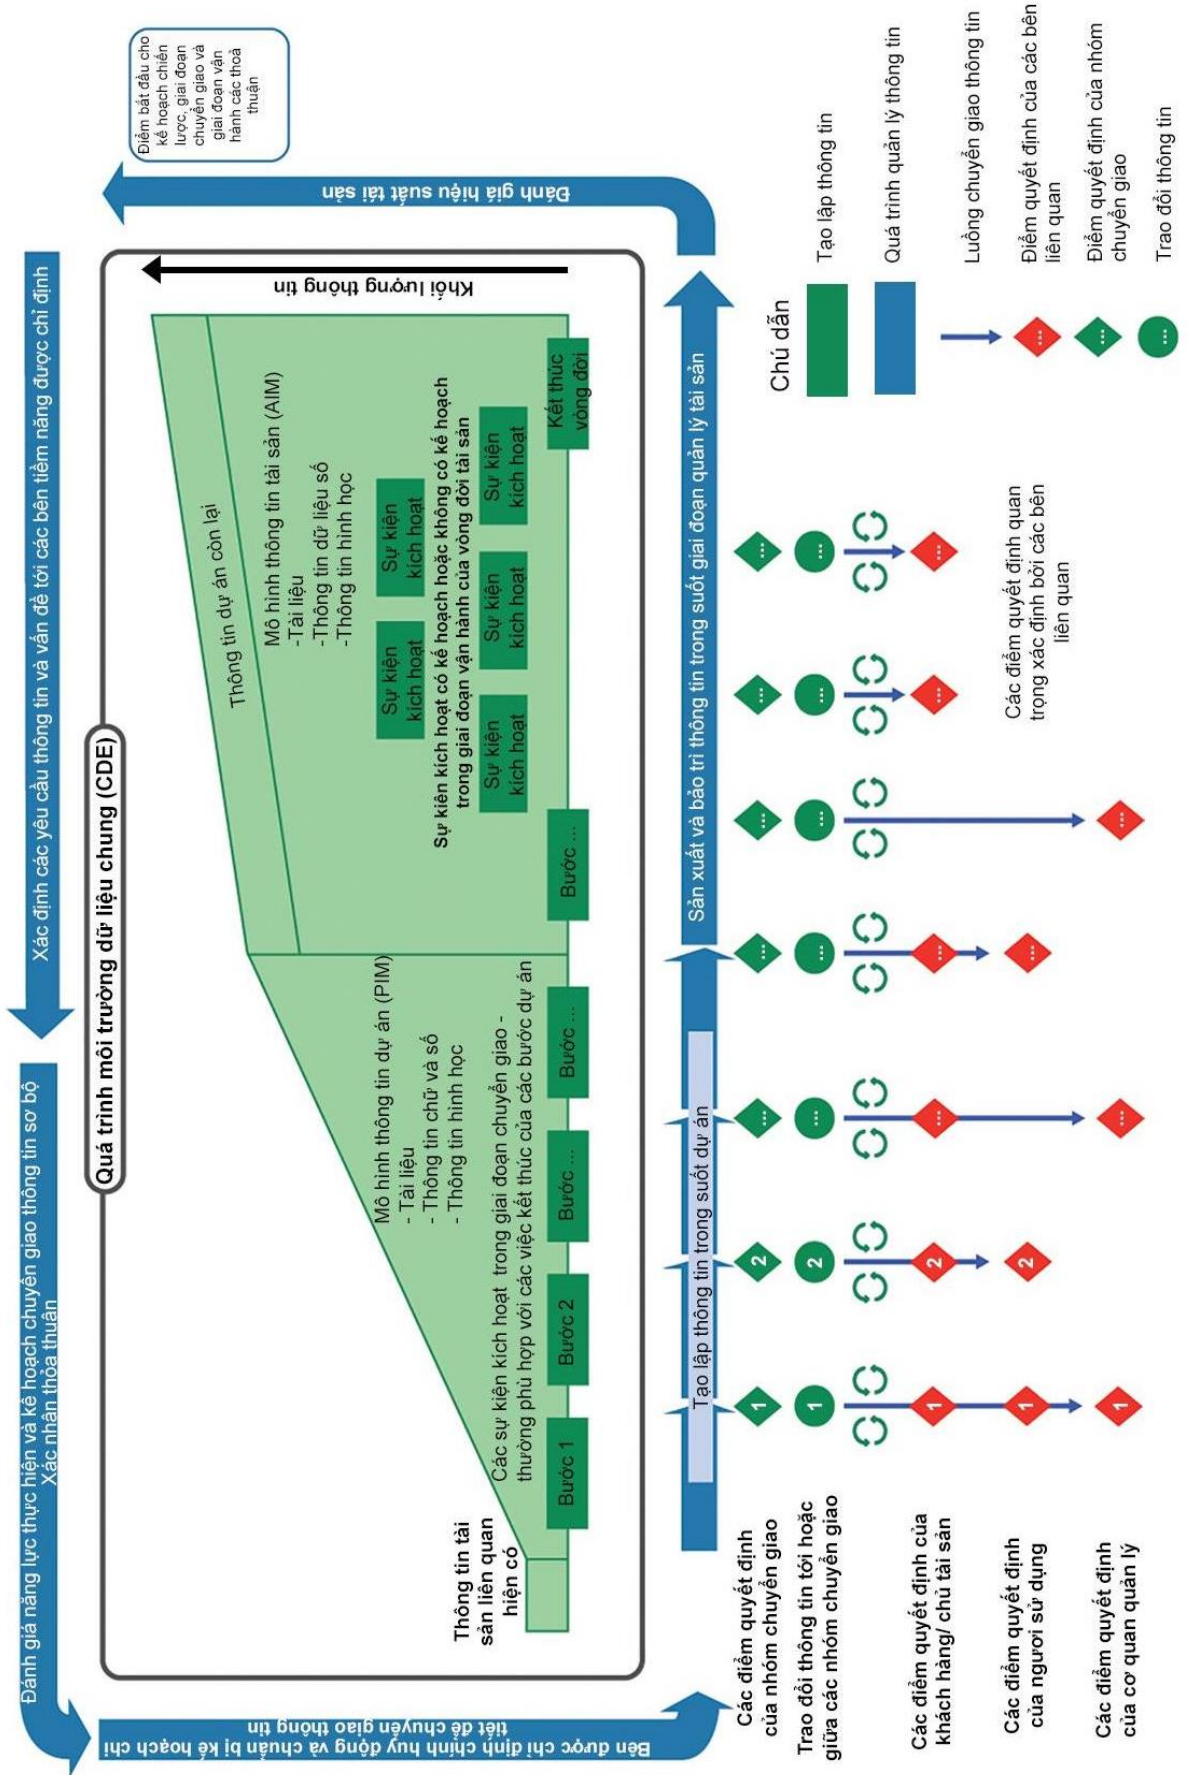 Đánh giá năng lực thực hiện và kế hoạch chuyển giao thông tin sơ bộ
Xác nhận thỏa thuận
Xác định các yêu cầu thông tin và vấn đề tới các bên tiềm năng được chỉ định
Điểm bắt đầu cho
kế hoạch chiến
lược, giai đoạn
chuyển giao và
giai đoạn vận
hành các thoả
thuận
Bên được chỉ định chính huy động và chuẩn bị kế hoạch chi
tiết để chuyển giao thông tin
Đánh giá hiệu suất tài sản
Quá trình môi trường dữ liệu chung (CDE)
Khối lượng thông tin
Thông tin dự án còn lại
Mô hình thông tin tài sản (AIM)
-Tài liệu
-Thông tin dữ liệu số
-Thông tin hình học
Sự kiện
kích hoạt
Sự kiện
kích hoạt
Sự kiện kích hoạt có kế hoạch hoặc không có kế hoạch
trong giai đoạn vận hành của vòng đời tài sản
Sự kiện
kích hoạt
Sự kiện
kích hoạt
Sự kiện
kích hoạt
Mô hình thông tin dự án (PIM)
- Tài liệu
- Thông tin chữ và số
- Thông tin hình học
Các sự kiện kích hoạt trong giai đoạn chuyển giao -
thường phù hợp với các việc kết thúc của các bước dự án
Thông tin tài
sản liên quan
hiện có
Bước 1
Bước 2
Bước ...
Bước ...
Bước ...
Kết thúc
vòng đời
Tạo lập thông tin trong suốt dự án
Sản xuất và bảo trì thông tin trong suốt giai đoạn quản lý tài sản
Các điểm quyết định
của nhóm chuyển giao
1
2
...
...
...
...
...
Trao đổi thông tin tới hoặc
giữa các nhóm chuyển giao
1
2
...
...
...
...
...
Các điểm quyết định của
khách hàng/ chủ tài sản
1
2
...
...
...
...
Các điểm quyết định
của người sử dụng
1
2
...
Các điểm quyết định
của cơ quan quản lý
1
...
...
Các điểm quyết định quan
trọng xác định bởi các bên
liên quan
Chú dẫn
Tạo lập thông tin
Quá trình quản lý thông tin
Luồng chuyển giao thông tin
...
Điểm quyết định của các bên
liên quan
...
Điểm quyết định của nhóm
chuyển giao
...
Trao đổi thông tin